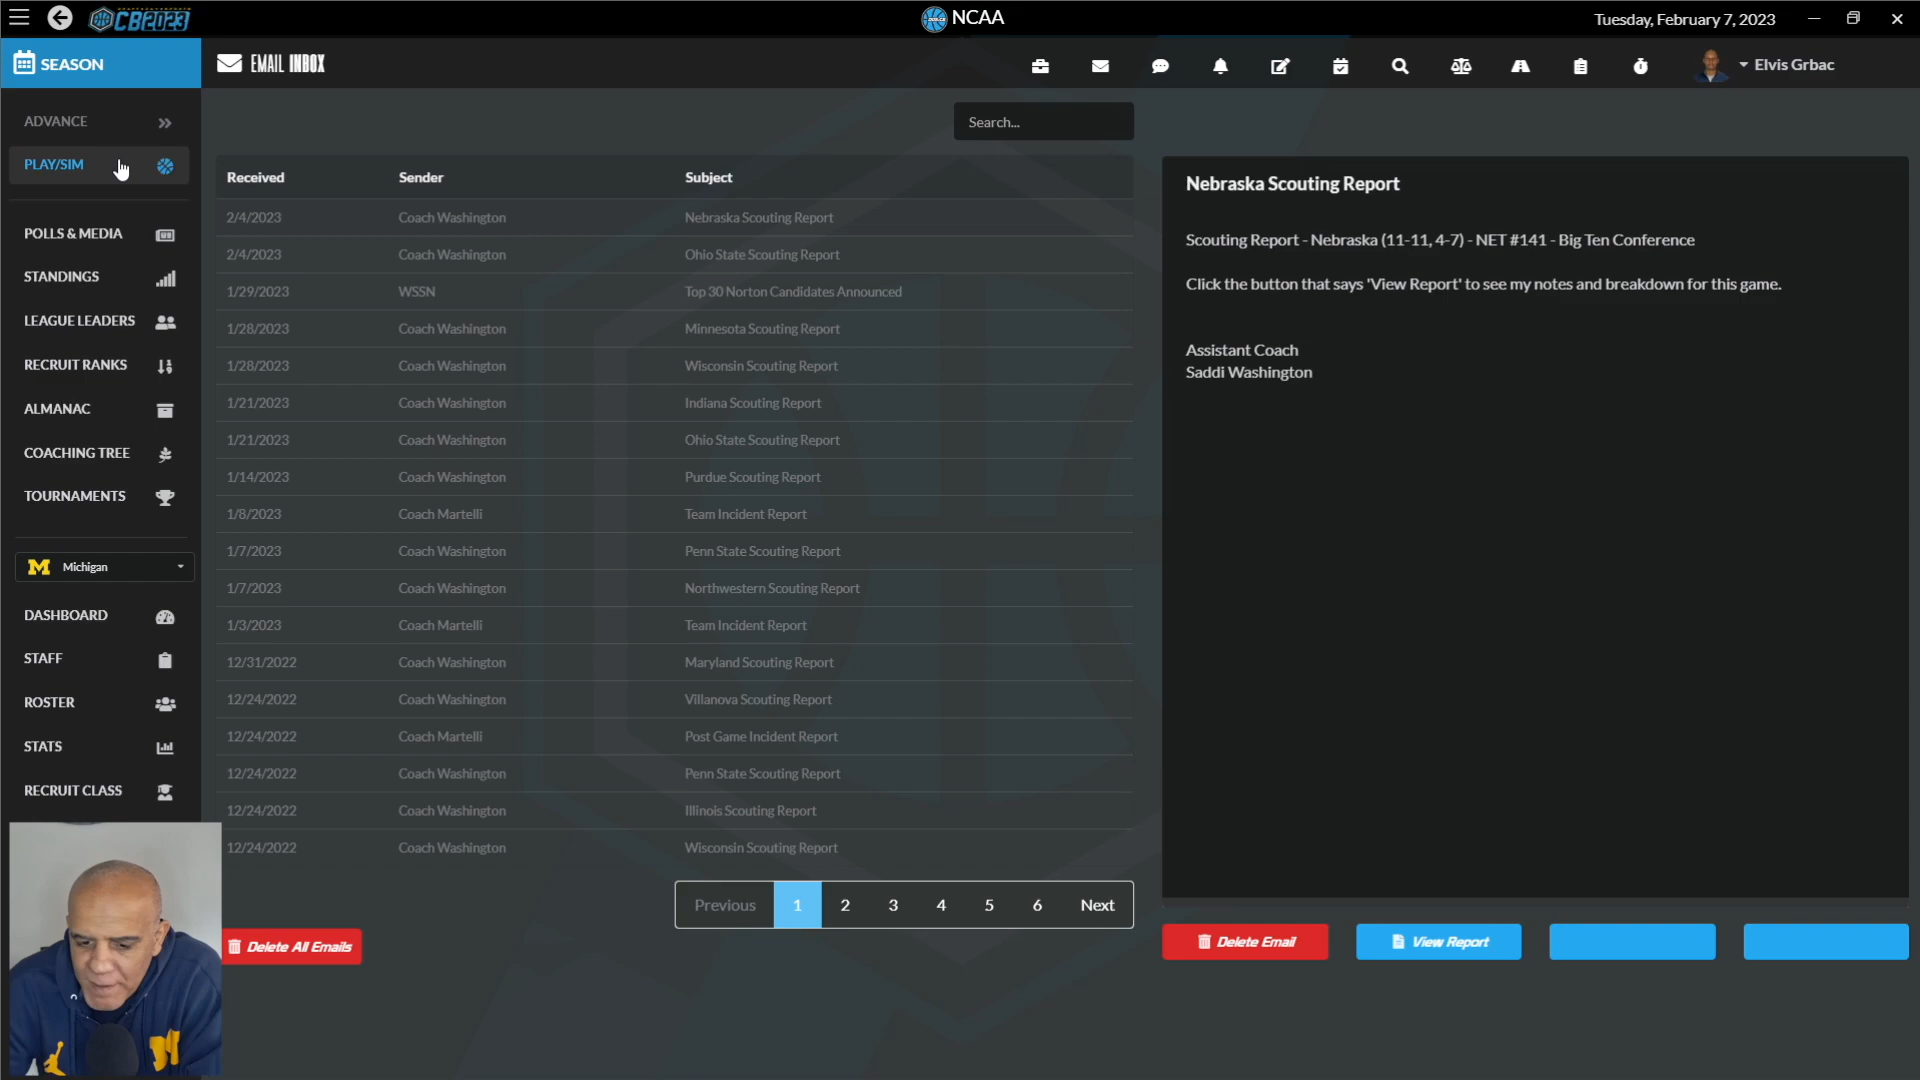 CB2023
NCAA
Tuesday, February 7, 2023
SEASON
EMAIL INBOX
Elvis Grbac
ADVANCE
PLAY/SIM
POLLS & MEDIA
STANDINGS
LEAGUE LEADERS
RECRUIT RANKS
ALMANAC
COACHING TREE
TOURNAMENTS
M Michigan
DASHBOARD
STAFF
ROSTER
STATS
RECRUIT CLASS
Search...
Received Sender Subject
2/4/2023 Coach Washington Nebraska Scouting Report
2/4/2023 Coach Washington Ohio State Scouting Report
1/29/2023 WSSN Top 30 Norton Candidates Announced
1/28/2023 Coach Washington Minnesota Scouting Report
1/28/2023 Coach Washington Wisconsin Scouting Report
1/21/2023 Coach Washington Indiana Scouting Report
1/21/2023 Coach Washington Ohio State Scouting Report
1/14/2023 Coach Washington Purdue Scouting Report
1/8/2023 Coach Martelli Team Incident Report
1/7/2023 Coach Washington Penn State Scouting Report
1/7/2023 Coach Washington Northwestern Scouting Report
1/3/2023 Coach Martelli Team Incident Report
12/31/2022 Coach Washington Maryland Scouting Report
12/24/2022 Coach Washington Villanova Scouting Report
12/24/2022 Coach Martelli Post Game Incident Report
12/24/2022 Coach Washington Penn State Scouting Report
12/24/2022 Coach Washington Illinois Scouting Report
12/24/2022 Coach Washington Wisconsin Scouting Report
Previous 1 2 3 4 5 6 Next
Delete All Emails
Nebraska Scouting Report
Scouting Report - Nebraska (11-11, 4-7) - NET #141 - Big Ten Conference
Click the button that says 'View Report' to see my notes and breakdown for this game.
Assistant Coach
Saddi Washington
Delete Email
View Report
M